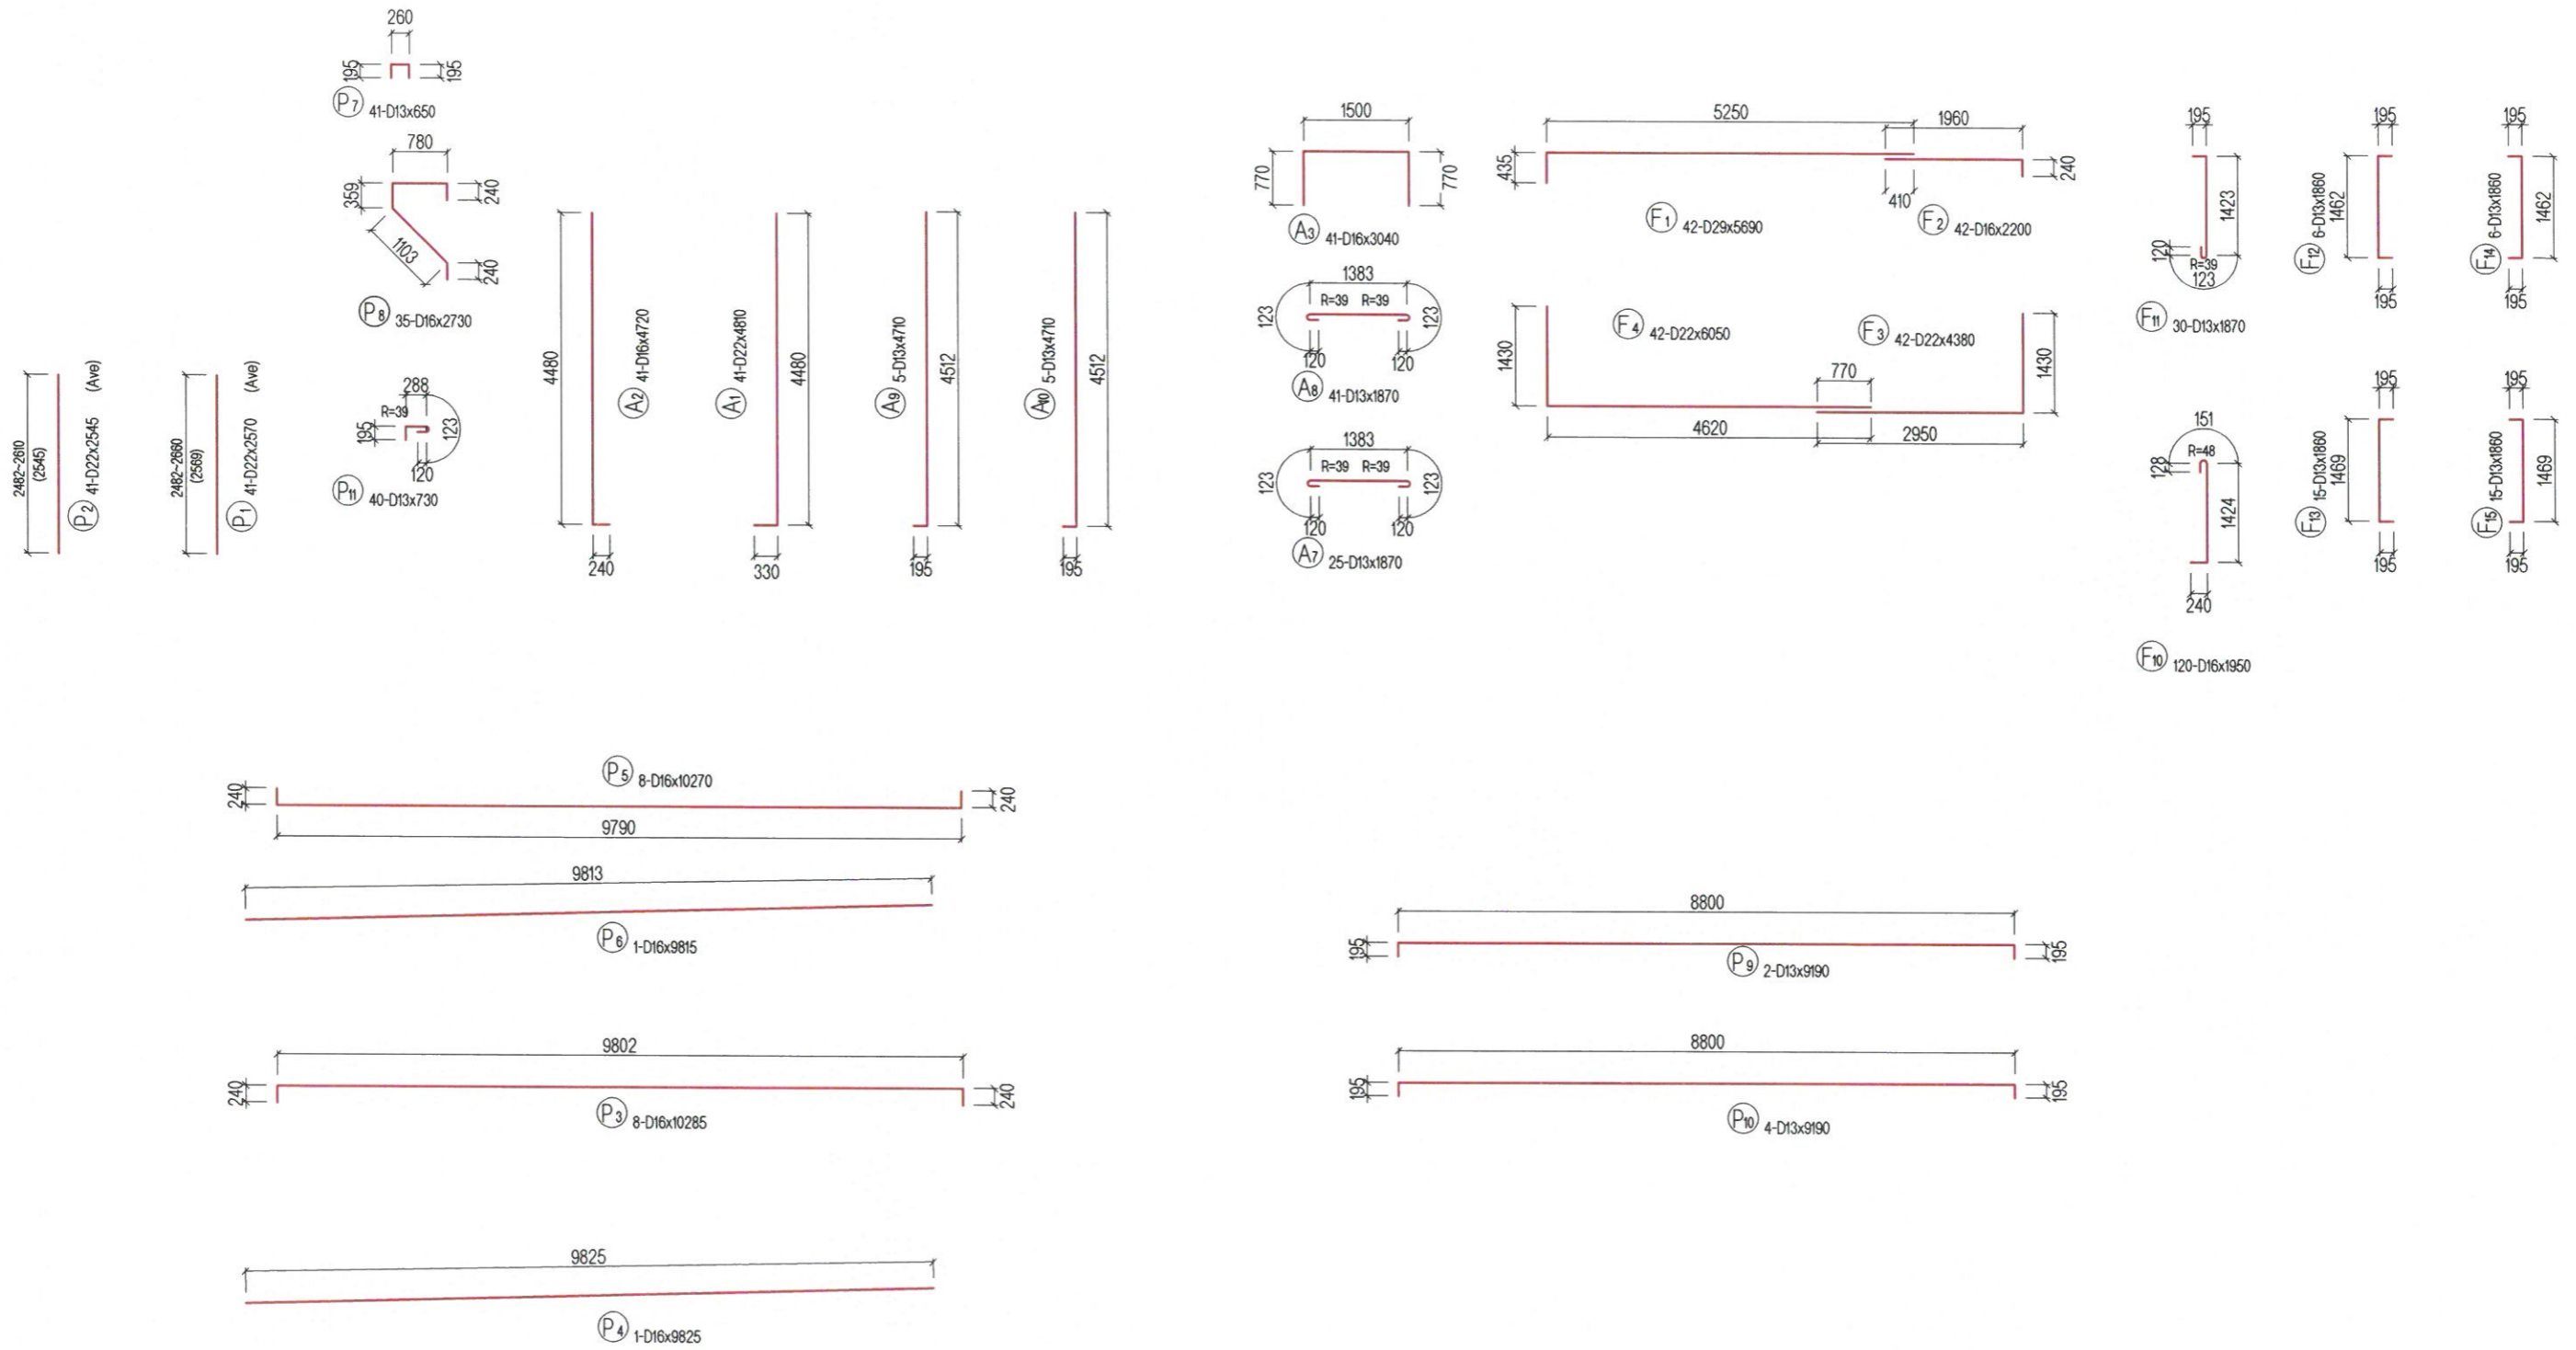 260
195
195
P7 41-D13x650
780
359
240
1103
240
P8 35-D16x2730
288
R=39
195
123
120
P11 40-D13x730
2482~2610
(2545)
P2 41-D22x2545 (Ave)
2482~2660
(2569)
P1 41-D22x2570 (Ave)
4480
A2 41-D16x4720
240
A1 41-D22x4810
4480
330
A9 5-D13x4710
4512
195
A10 5-D13x4710
4512
195
1500
770
770
A3 41-D16x3040
1383
R=39 R=39
123
123
120
120
A8 41-D13x1870
1383
R=39 R=39
123
123
120
120
A7 25-D13x1870
5250
1960
435
240
410
F1 42-D29x5690
F2 42-D16x2200
F4 42-D22x6050
F3 42-D22x4380
1430
770
1430
4620
2950
195
1423
120
R=39
123
F11 30-D13x1870
151
R=48
128
1424
240
F10 120-D16x1950
195
F12 6-D13x1860
1462
195
195
F14 6-D13x1860
1462
195
195
F13 15-D13x1860
1469
195
195
F15 15-D13x1860
1469
195
P5 8-D16x10270
240
240
9790
9813
P6 1-D16x9815
9802
240
240
P3 8-D16x10285
9825
P4 1-D16x9825
8800
195
195
P9 2-D13x9190
8800
195
195
P10 4-D13x9190